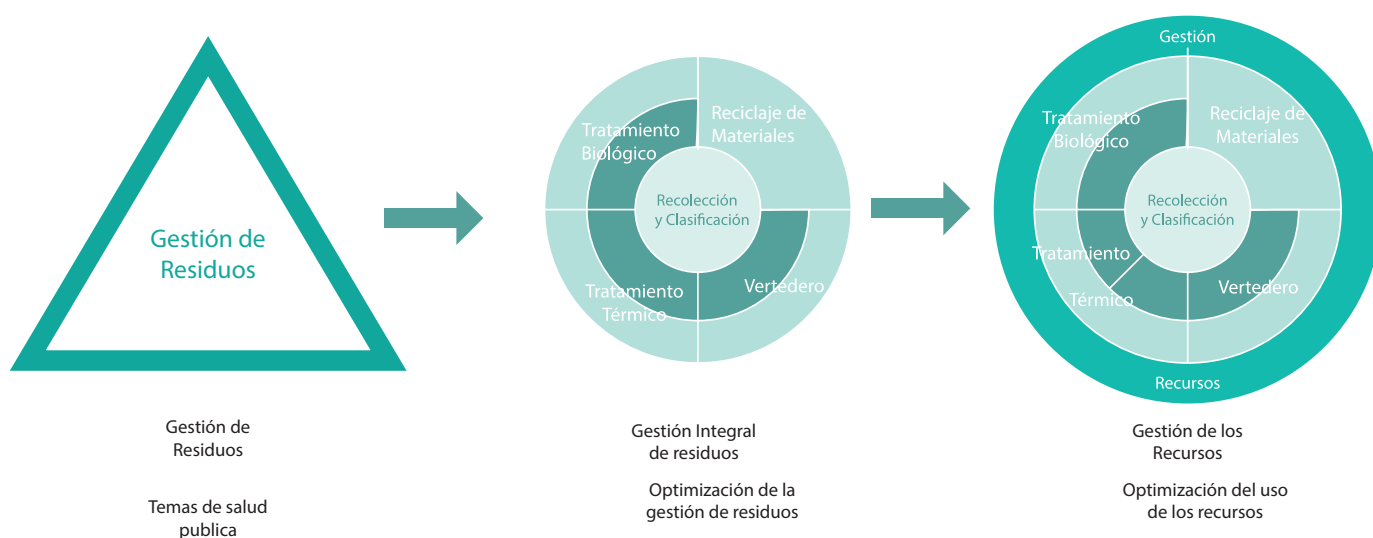 Gestión de
Residuos
Gestión de
Residuos
Temas de salud
publica
Tratamiento
Biológico
Reciclaje de
Materiales
Recolección
y Clasificación
Tratamiento
Térmico
Vertedero
Gestión Integral
de residuos
Optimización de la
gestión de residuos
Gestión
Tratamiento
Biológico
Reciclaje de
Materiales
Recolección
y Clasificación
Tratamiento
Térmico
Vertedero
Recursos
Gestión de los
Recursos
Optimización del uso
de los recursos